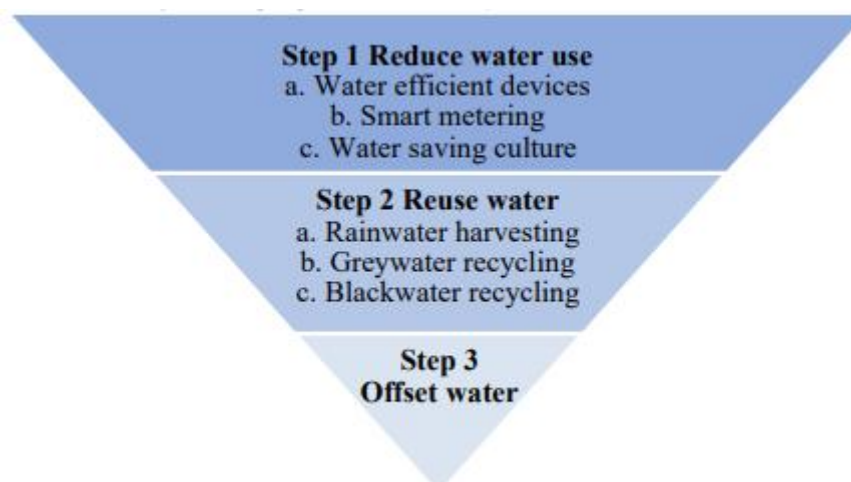 Step 1 Reduce water use
a. Water efficient devices
b. Smart metering
c. Water saving culture
Step 2 Reuse water
a. Rainwater harvesting
b. Greywater recycling
c. Blackwater recycling
Step 3
Offset water